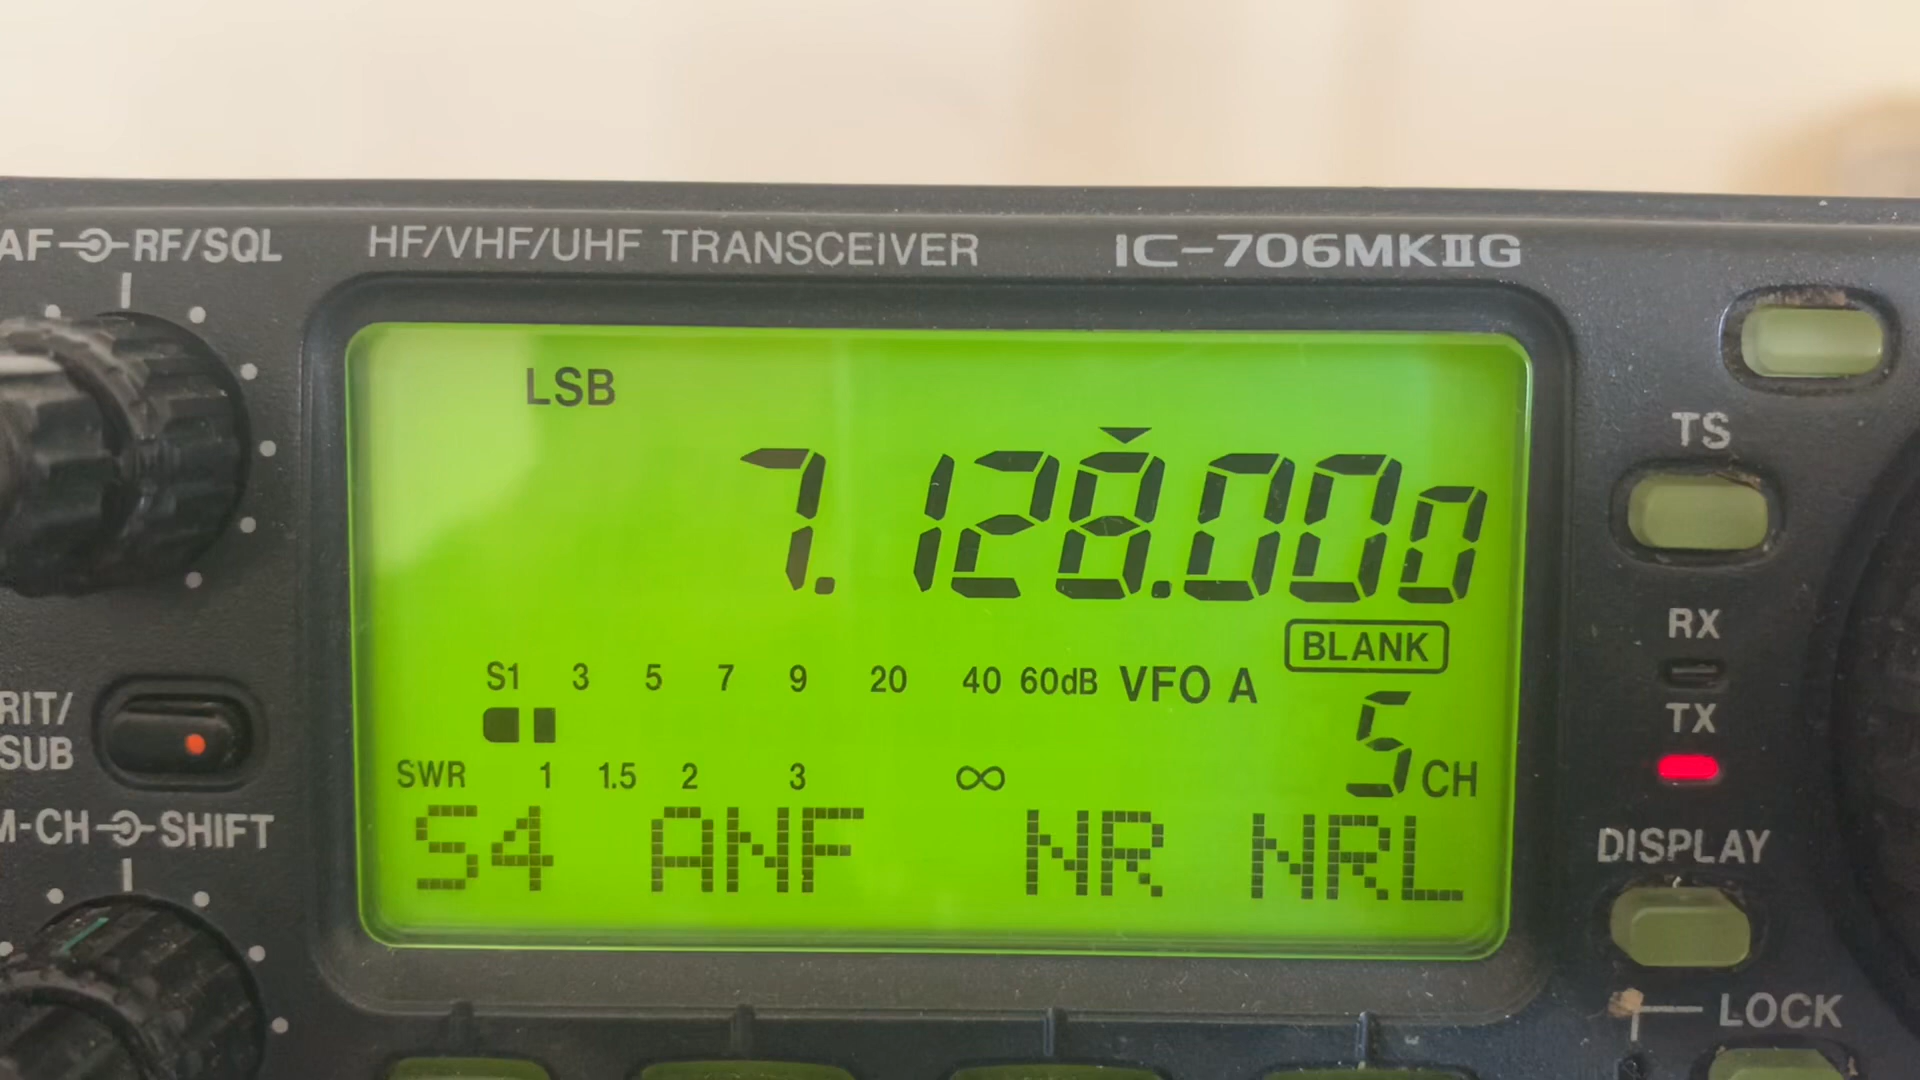 AF RF/SQL HF/VHF/UHF TRANSCEIVER IC-706MKIIG
LSB
TS
7.128.000
BLANK
RX
S1 3 5 7 9 20 40 60dB VFO A
RIT/
SUB
TX
5 CH
SWR 1 1.5 2 3 ∞
M-CH SHIFT
S4 ANF NR NRL
DISPLAY
LOCK